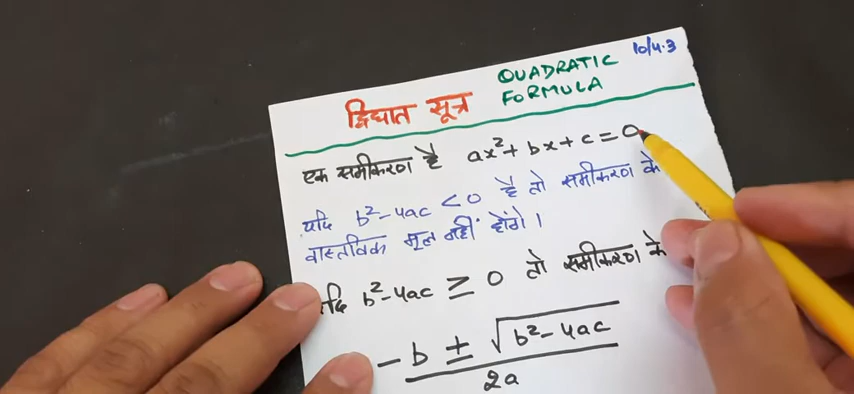 द्विघात सूत्र QUADRATIC FORMULA 10/4.3
एक समीकरण है ax²+bx+c=0
यदि b²-4ac<0 है तो समीकरण के
वास्तविक मूल नहीं होंगे।
यदि b²-4ac ≥ 0 तो समीकरण के
-b ± √b²-4ac
2a